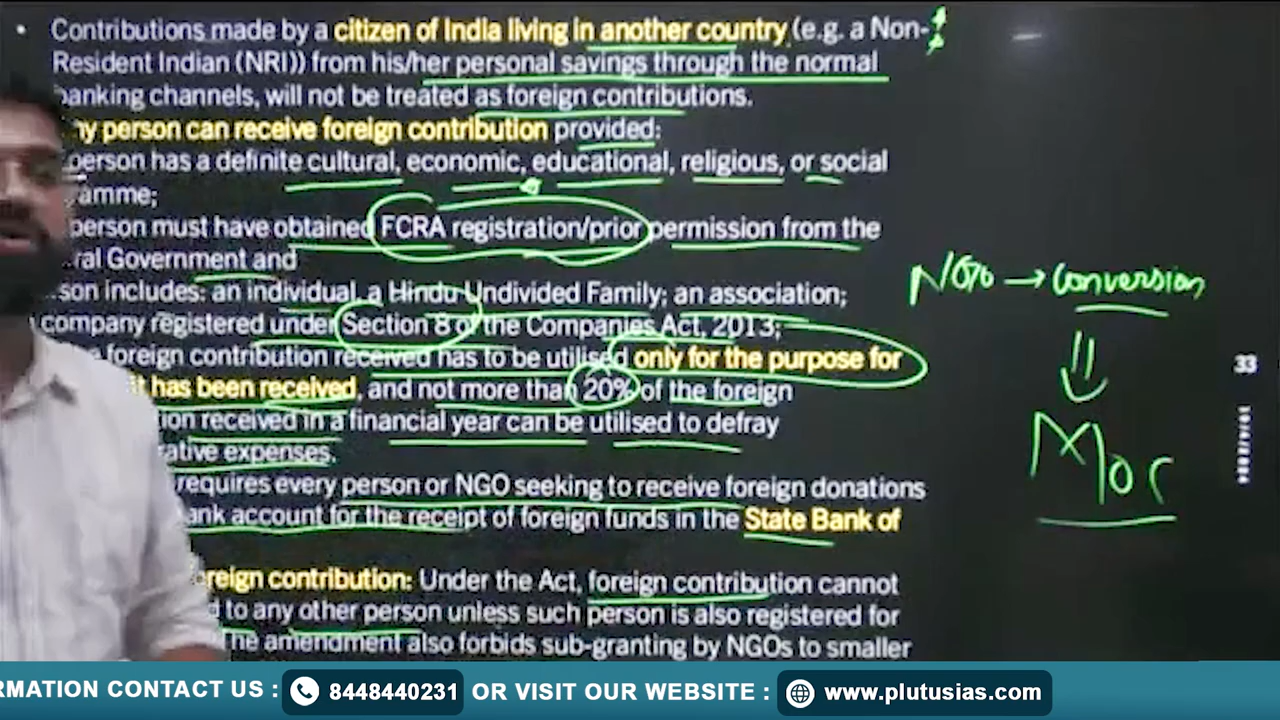 • Contributions made by a citizen of India living in another country (e.g. a Non-
Resident Indian (NRI)) from his/her personal savings through the normal
banking channels, will not be treated as foreign contributions.
ny person can receive foreign contribution provided:
person has a definite cultural, economic, educational, religious, or social
amme;
person must have obtained FCRA registration/prior permission from the
ral Government and
son includes: an individual, a Hindu Undivided Family; an association;
company registered under Section 8 of the Companies Act, 2013;
foreign contribution received has to be utilised only for the purpose for
it has been received, and not more than 20% of the foreign
ion received in a financial year can be utilised to defray
ative expenses.
requires every person or NGO seeking to receive foreign donations
ank account for the receipt of foreign funds in the State Bank of
reign contribution: Under the Act, foreign contribution cannot
d to any other person unless such person is also registered for
The amendment also forbids sub-granting by NGOs to smaller
NGO → Conversion
33
RMATION CONTACT US : 8448440231 OR VISIT OUR WEBSITE : www.plutusias.com